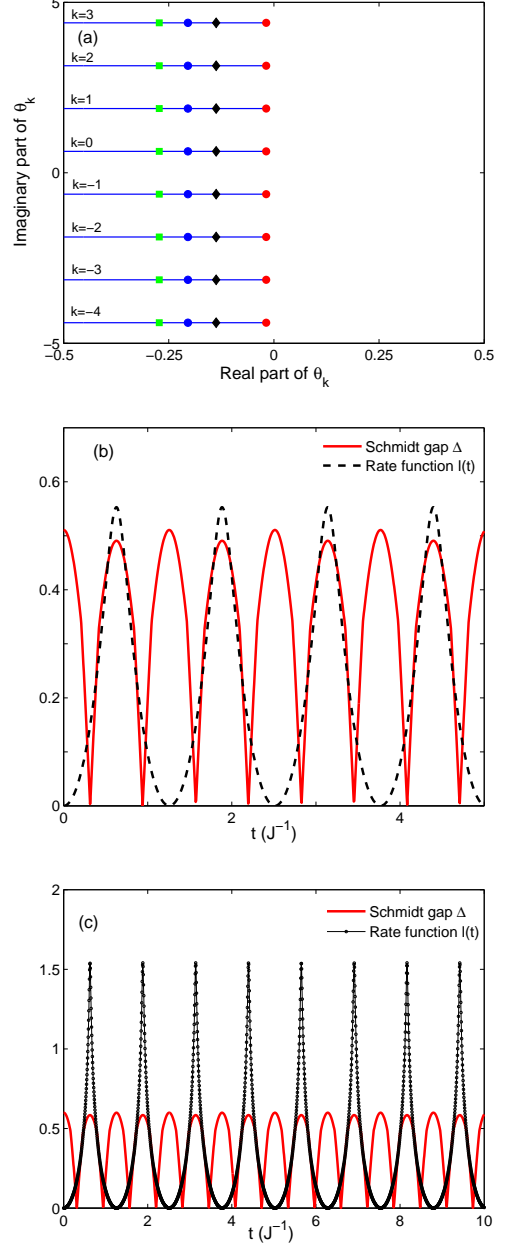 5
(a)
k=3
k=2
k=1
k=0
k=−1
k=−2
k=−3
k=−4
0
−5
Imaginary part of θk
−0.5
−0.25
0
0.25
0.5
Real part of θk
(b)
Schmidt gap Δ
Rate function l(t)
0.6
0.4
0.2
0
0
2
4
t (J−1)
(c)
Schmidt gap Δ
Rate function l(t)
2
1.5
1
0.5
0
0
2
4
6
8
10
t (J−1)